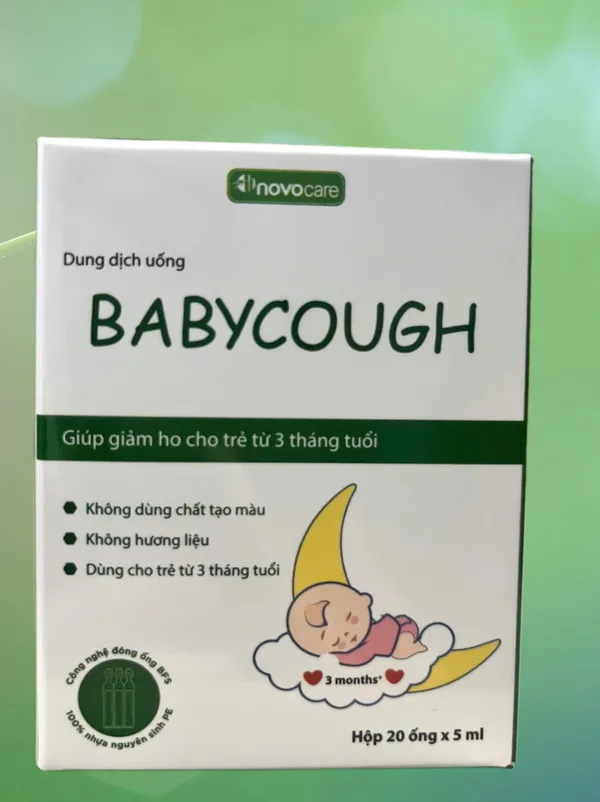 novocare
Dung dịch uống
BABYCOUGH
Giúp giảm ho cho trẻ từ 3 tháng tuổi
Không dùng chất tạo màu
Không hương liệu
Dùng cho trẻ từ 3 tháng tuổi
3 months+
Công nghệ đóng ống BFS
100% nhựa nguyên sinh PE
Hộp 20 ống x 5 ml